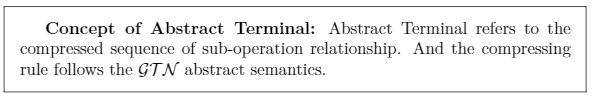 Concept of Abstract Terminal: Abstract Terminal refers to the
compressed sequence of sub-operation relationship. And the compressing
rule follows the 𝒢𝒯𝒩 abstract semantics.